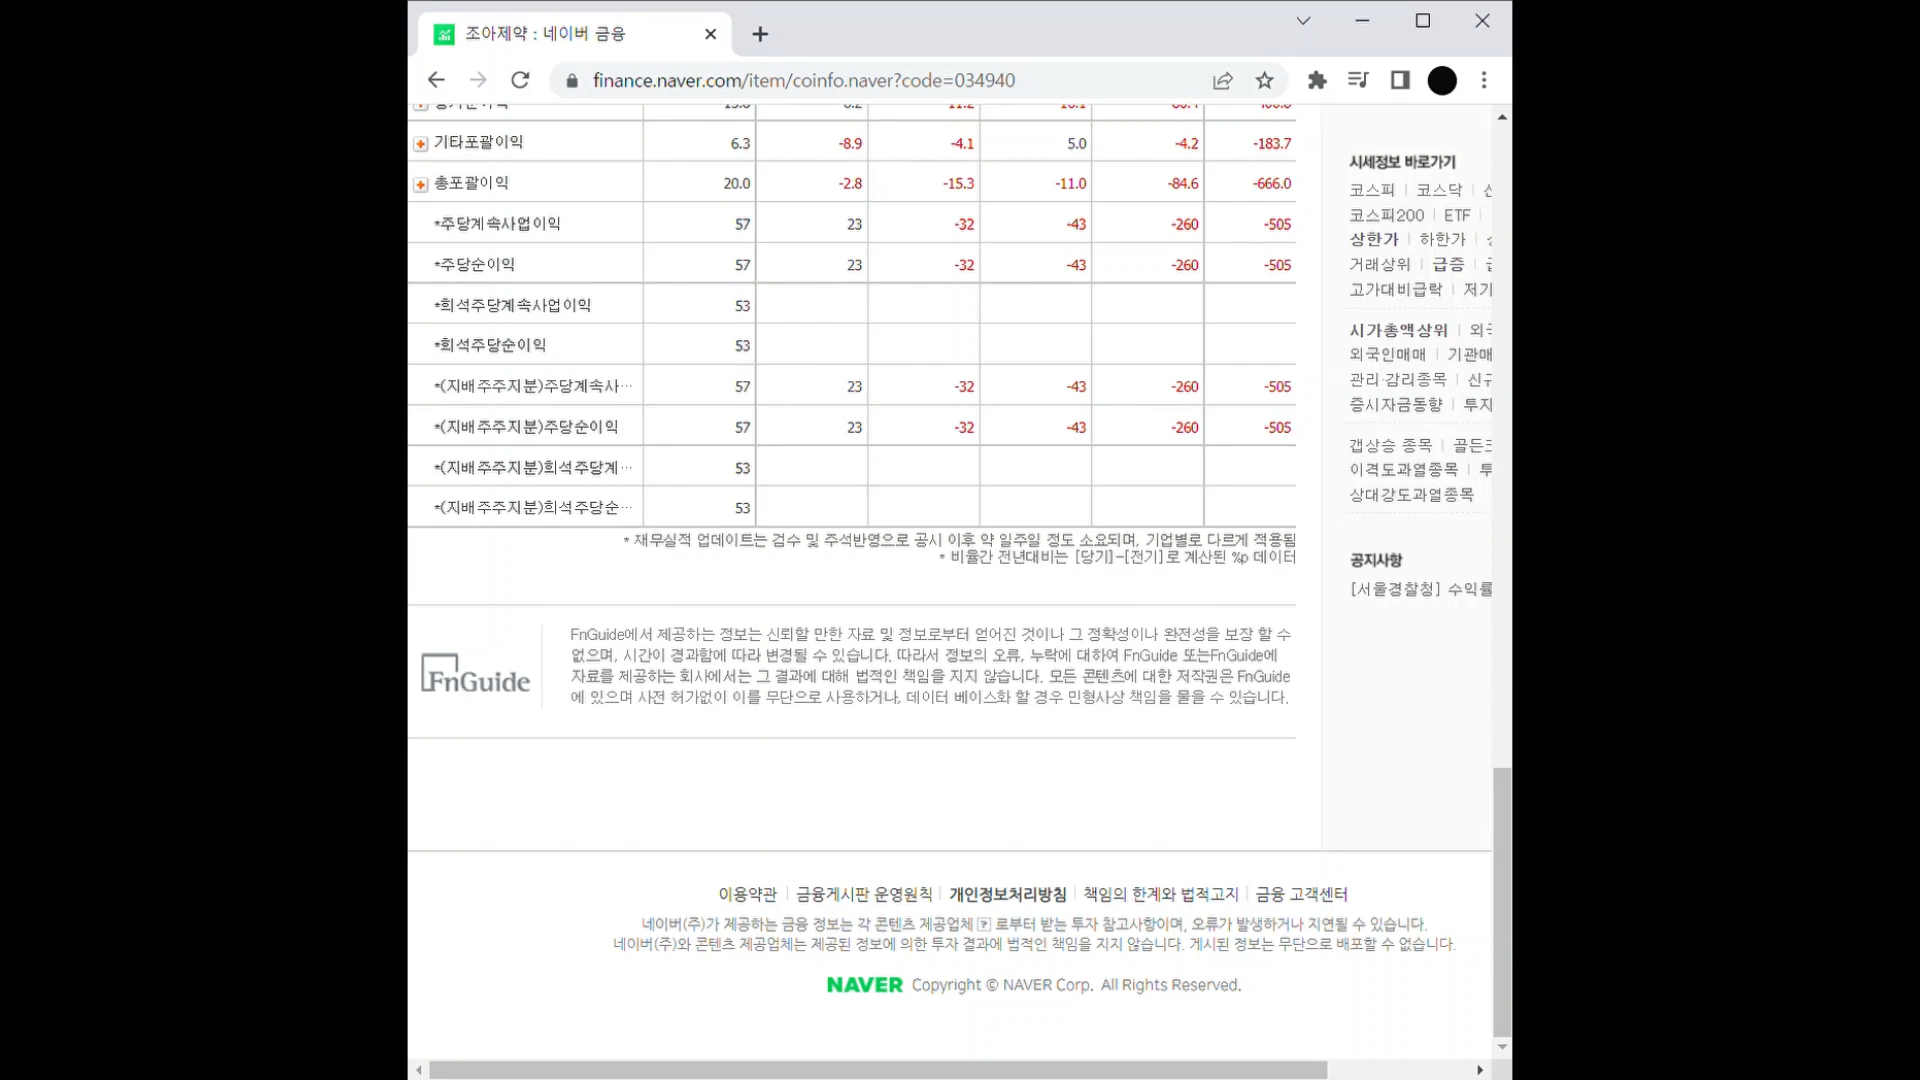 조아제약 : 네이버 금융
finance.naver.com/item/coinfo.naver?code=034940
기타포괄이익 6.3 -8.9 -4.1 5.0 -4.2 -183.7
총포괄이익 20.0 -2.8 -15.3 -11.0 -84.6 -666.0
*주당계속사업이익 57 23 -32 -43 -260 -505
*주당순이익 57 23 -32 -43 -260 -505
*희석주당계속사업이익 53
*희석주당순이익 53
*(지배주주지분)주당계속사… 57 23 -32 -43 -260 -505
*(지배주주지분)주당순이익 57 23 -32 -43 -260 -505
*(지배주주지분)희석주당계… 53
*(지배주주지분)희석주당순… 53
* 재무실적 업데이트는 검수 및 주석반영으로 공시 이후 약 일주일 정도 소요되며, 기업별로 다르게 적용됨
* 비율간 전년대비는 [당기]-[전기]로 계산된 %p 데이터
FnGuide
FnGuide에서 제공하는 정보는 신뢰할 만한 자료 및 정보로부터 얻어진 것이나 그 정확성이나 완전성을 보장 할 수
없으며, 시간이 경과함에 따라 변경될 수 있습니다. 따라서 정보의 오류, 누락에 대하여 FnGuide 또는FnGuide에
자료를 제공하는 회사에서는 그 결과에 대해 법적인 책임을 지지 않습니다. 모든 콘텐츠에 대한 저작권은 FnGuide
에 있으며 사전 허가없이 이를 무단으로 사용하거나, 데이터 베이스화 할 경우 민형사상 책임을 물을 수 있습니다.
시세정보 바로가기
코스피 코스닥
코스피200 ETF
상한가 하한가
거래상위 급증
고가대비급락 저가
시가총액상위
외국인매매 기관매
관리·감리종목 신규
증시자금동향 투자
갭상승 종목
이격도과열종목 투
상대강도과열종목
공지사항
[서울경찰청] 수익률
이용약관 금융게시판 운영원칙 개인정보처리방침 책임의 한계와 법적고지 금융 고객센터
네이버(주)가 제공하는 금융 정보는 각 콘텐츠 제공업체 ? 로부터 받는 투자 참고사항이며, 오류가 발생하거나 지연될 수 있습니다.
네이버(주)와 콘텐츠 제공업체는 제공된 정보에 의한 투자 결과에 법적인 책임을 지지 않습니다. 게시된 정보는 무단으로 배포할 수 없습니다.
NAVER Copyright © NAVER Corp. All Rights Reserved.